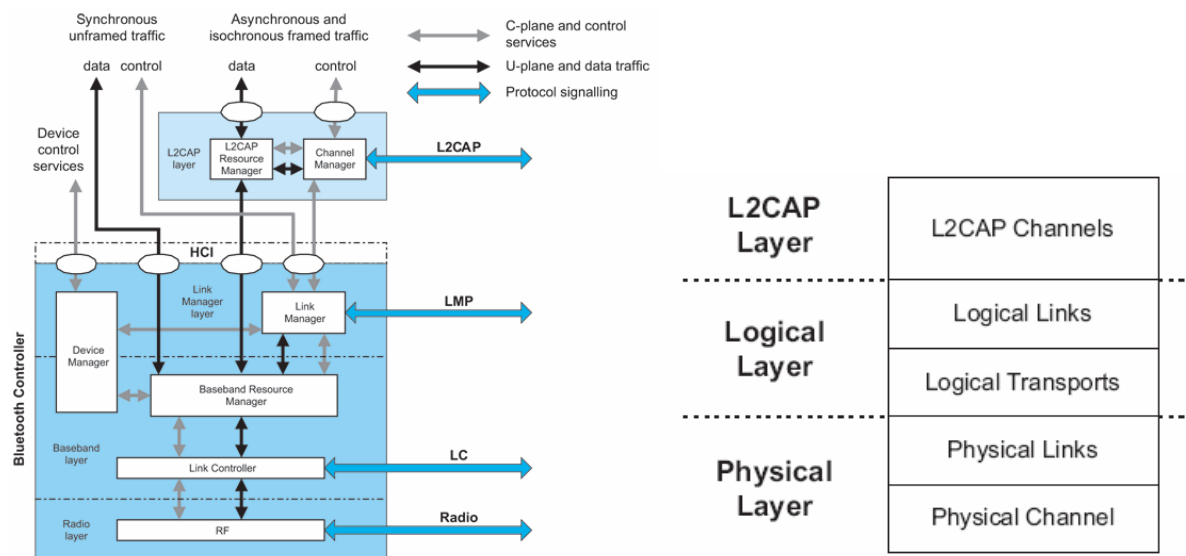 Synchronous
unframed traffic
Asynchronous and
isochronous framed traffic
C-plane and control
services
U-plane and data traffic
Protocol signalling
data
control
data
control
Device
control
services
L2CAP
layer
L2CAP
Resource
Manager
Channel
Manager
L2CAP
HCI
Link
Manager
layer
Link
Manager
LMP
Device
Manager
Baseband Resource
Manager
Bluetooth Controller
Baseband
layer
Link Controller
LC
Radio
layer
RF
Radio
L2CAP
Layer
L2CAP Channels
Logical
Layer
Logical Links
Logical Transports
Physical
Layer
Physical Links
Physical Channel